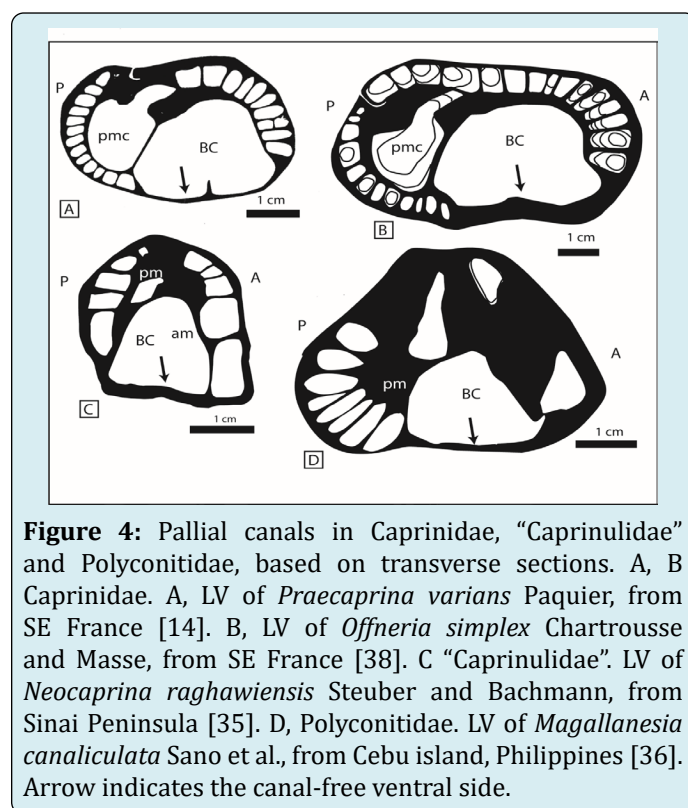 P
pmc
BC
A
1 cm
P
pmc
BC
A
B
1 cm
P
pm
A
BC
am
C
1 cm
P
pm
BC
A
D
1 cm
Figure 4: Pallial canals in Caprinidae, “Caprinulidae”
and Polyconitidae, based on transverse sections. A, B
Caprinidae. A, LV of Praecaprina varians Paquier, from
SE France [14]. B, LV of Offneria simplex Chartrousse
and Masse, from SE France [38]. C “Caprinulidae”. LV of
Neocaprina raghawiensis Steuber and Bachmann, from
Sinai Peninsula [35]. D, Polyconitidae. LV of Magallanesia
canaliculata Sano et al., from Cebu island, Philippines [36].
Arrow indicates the canal-free ventral side.